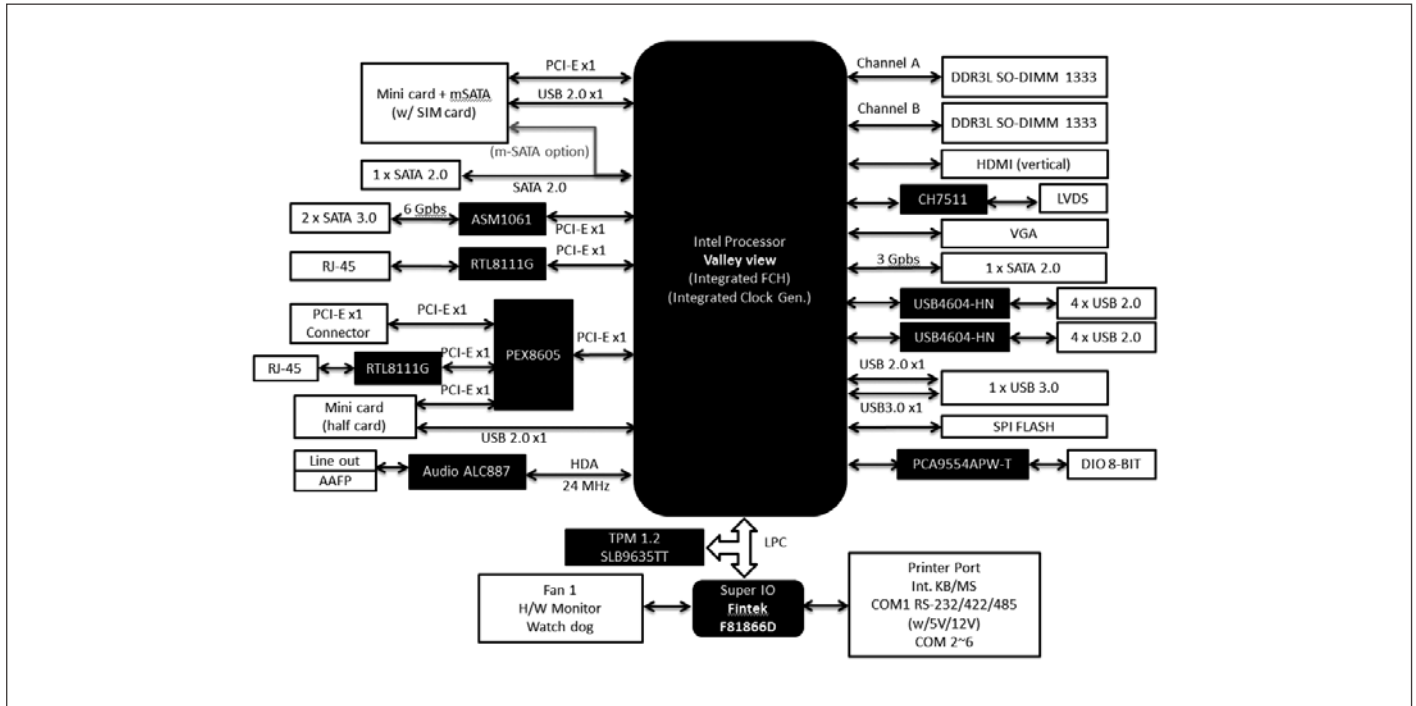 PCI-E x1
Mini card + mSATA
(w/ SIM card)
USB 2.0 x1
(m-SATA option)
1 x SATA 2.0
SATA 2.0
2 x SATA 3.0
6 Gpbs
ASM1061
PCI-E x1
RJ-45
RTL8111G
PCI-E x1
PCI-E x1
Connector
PCI-E x1
PEX8605
PCI-E x1
RJ-45
RTL8111G
PCI-E x1
PCI-E x1
Mini card
(half card)
USB 2.0 x1
Line out
AAFP
Audio ALC887
HDA
24 MHz
Intel Processor
Valley view
(Integrated FCH)
(Integrated Clock Gen.)
Channel A
DDR3L SO-DIMM 1333
Channel B
DDR3L SO-DIMM 1333
HDMI (vertical)
CH7511
LVDS
VGA
3 Gpbs
1 x SATA 2.0
USB4604-HN
4 x USB 2.0
USB4604-HN
4 x USB 2.0
USB 2.0 x1
1 x USB 3.0
USB3.0 x1
SPI FLASH
PCA9554APW-T
DIO 8-BIT
TPM 1.2
SLB9635TT
LPC
Fan 1
H/W Monitor
Watch dog
Super IO
Fintek
F81866D
Printer Port
Int. KB/MS
COM1 RS-232/422/485
(w/5V/12V)
COM 2~6